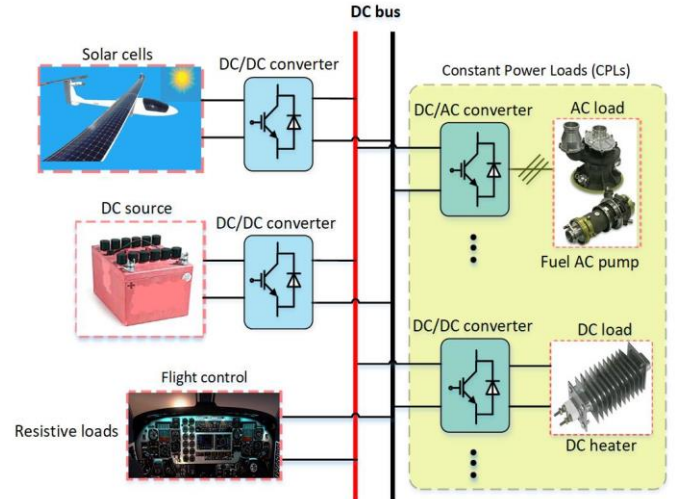 DC bus
Solar cells
DC/DC converter
Constant Power Loads (CPLs)
DC/AC converter
AC load
DC source
DC/DC converter
Fuel AC pump
DC/DC converter
DC load
Flight control
Resistive loads
DC heater